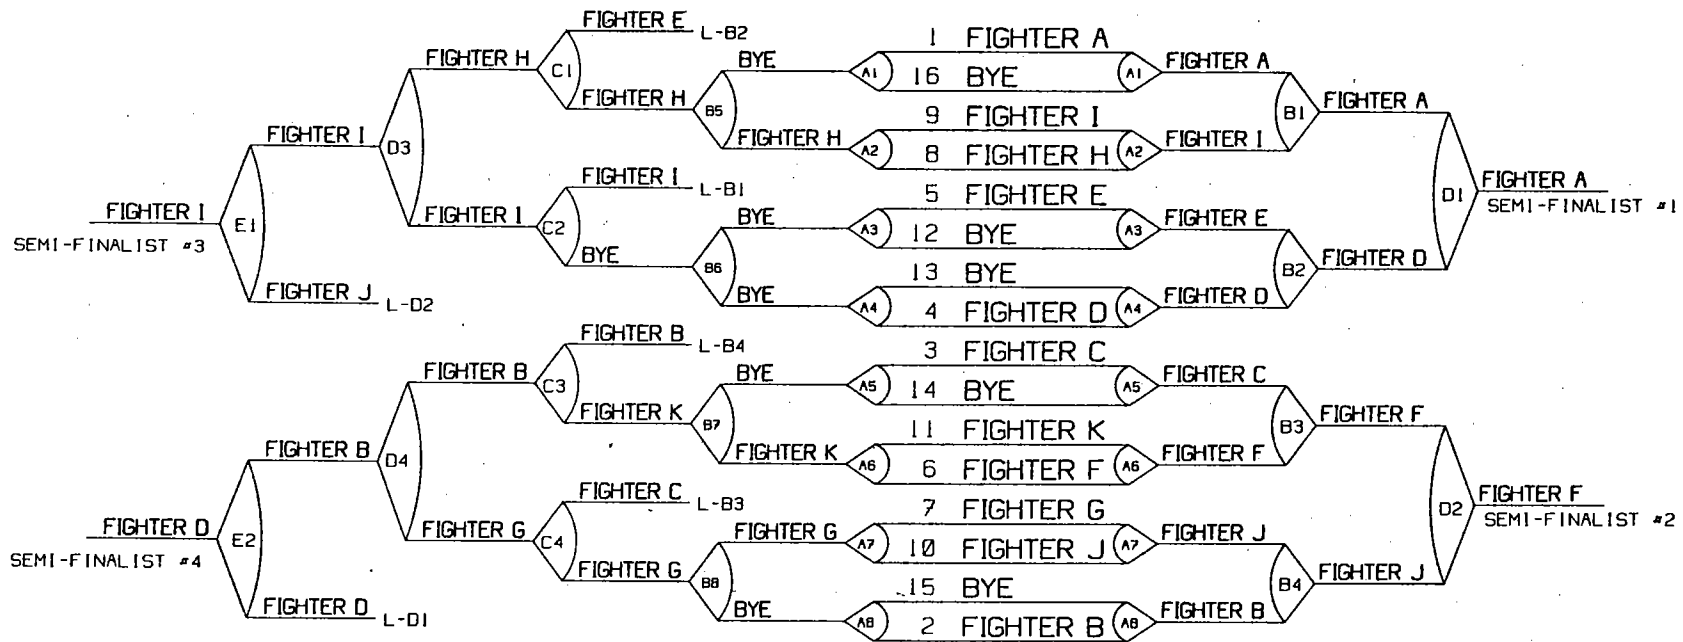 FIGHTER E
L-B2
1 FIGHTER A
FIGHTER H
C1
BYE
A1
16 BYE
A1
FIGHTER A
FIGHTER H
B5
9 FIGHTER I
B1
FIGHTER A
FIGHTER I
D3
FIGHTER H
A2
8 FIGHTER H
A2
FIGHTER I
FIGHTER I
L-B1
5 FIGHTER E
D1
FIGHTER A
SEMI-FINALIST #1
FIGHTER I
SEMI-FINALIST #3
E1
FIGHTER I
C2
BYE
A3
12 BYE
A3
FIGHTER E
BYE
B6
13 BYE
B2
FIGHTER D
FIGHTER J
L-D2
BYE
A4
4 FIGHTER D
A4
FIGHTER D
FIGHTER B
L-B4
3 FIGHTER C
FIGHTER B
C3
BYE
A5
14 BYE
A5
FIGHTER C
FIGHTER K
B7
11 FIGHTER K
B3
FIGHTER F
FIGHTER B
D4
FIGHTER K
A6
6 FIGHTER F
A6
FIGHTER F
FIGHTER C
L-B3
7 FIGHTER G
D2
FIGHTER F
SEMI-FINALIST #2
FIGHTER D
SEMI-FINALIST #4
E2
FIGHTER G
C4
FIGHTER G
A7
10 FIGHTER J
A7
FIGHTER J
FIGHTER G
B8
15 BYE
B4
FIGHTER J
FIGHTER D
L-D1
BYE
A8
2 FIGHTER B
A8
FIGHTER B